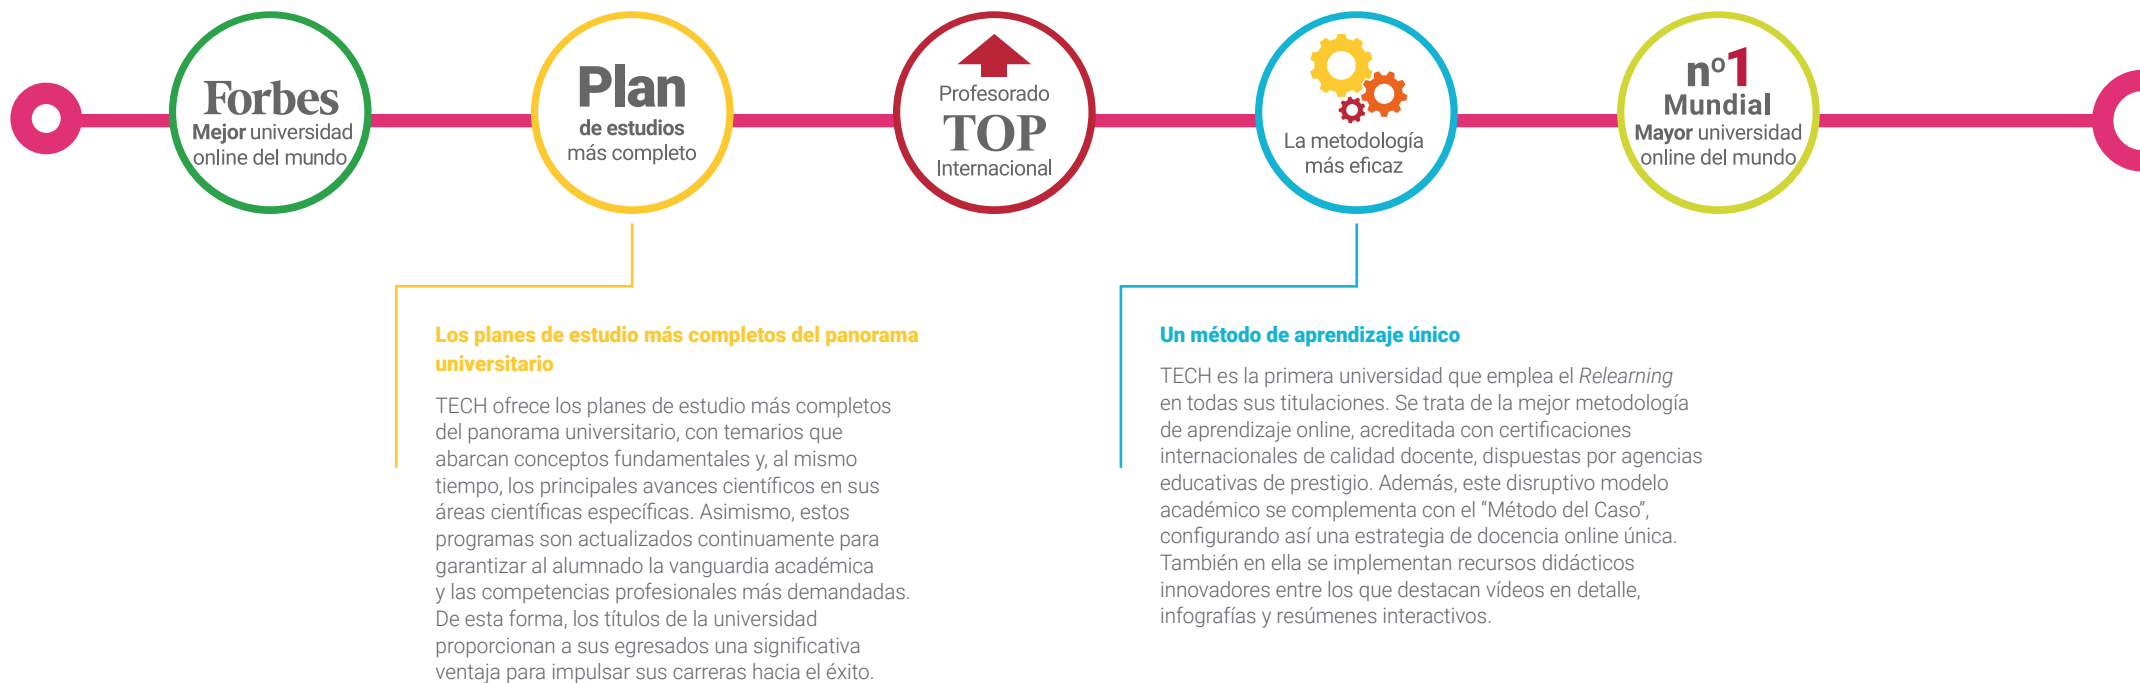 Forbes
Mejor universidad
online del mundo
Plan
de estudios
más completo
Profesorado
TOP
Internacional
La metodología
más eficaz
nº1
Mundial
Mayor universidad
online del mundo
Los planes de estudio más completos del panorama
universitario
TECH ofrece los planes de estudio más completos
del panorama universitario, con temarios que
abarcan conceptos fundamentales y, al mismo
tiempo, los principales avances científicos en sus
áreas científicas específicas. Asimismo, estos
programas son actualizados continuamente para
garantizar al alumnado la vanguardia académica
y las competencias profesionales más demandadas.
De esta forma, los títulos de la universidad
proporcionan a sus egresados una significativa
ventaja para impulsar sus carreras hacia el éxito.
Un método de aprendizaje único
TECH es la primera universidad que emplea el Relearning
en todas sus titulaciones. Se trata de la mejor metodología
de aprendizaje online, acreditada con certificaciones
internacionales de calidad docente, dispuestas por agencias
educativas de prestigio. Además, este disruptivo modelo
académico se complementa con el “Método del Caso”,
configurando así una estrategia de docencia online única.
También en ella se implementan recursos didácticos
innovadores entre los que destacan vídeos en detalle,
infografías y resúmenes interactivos.